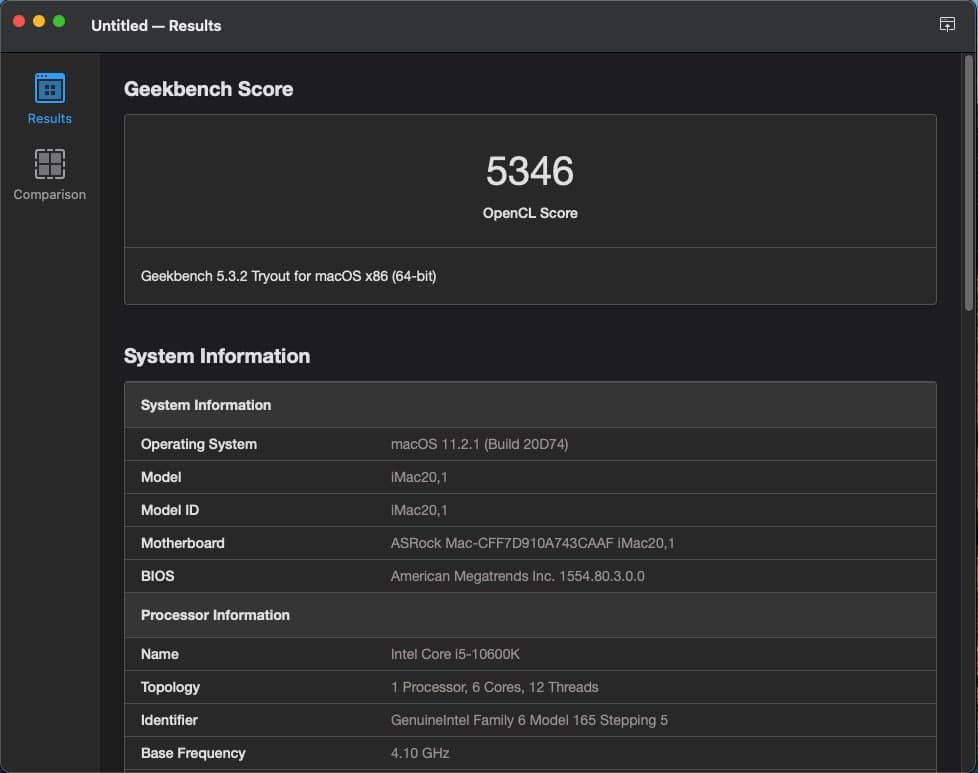 Untitled — Results
Results
Comparison
Geekbench Score
5346
OpenCL Score
Geekbench 5.3.2 Tryout for macOS x86 (64-bit)
System Information
System Information
Operating System macOS 11.2.1 (Build 20D74)
Model iMac20,1
Model ID iMac20,1
Motherboard ASRock Mac-CFF7D910A743CAAF iMac20,1
BIOS American Megatrends Inc. 1554.80.3.0.0
Processor Information
Name Intel Core i5-10600K
Topology 1 Processor, 6 Cores, 12 Threads
Identifier GenuineIntel Family 6 Model 165 Stepping 5
Base Frequency 4.10 GHz